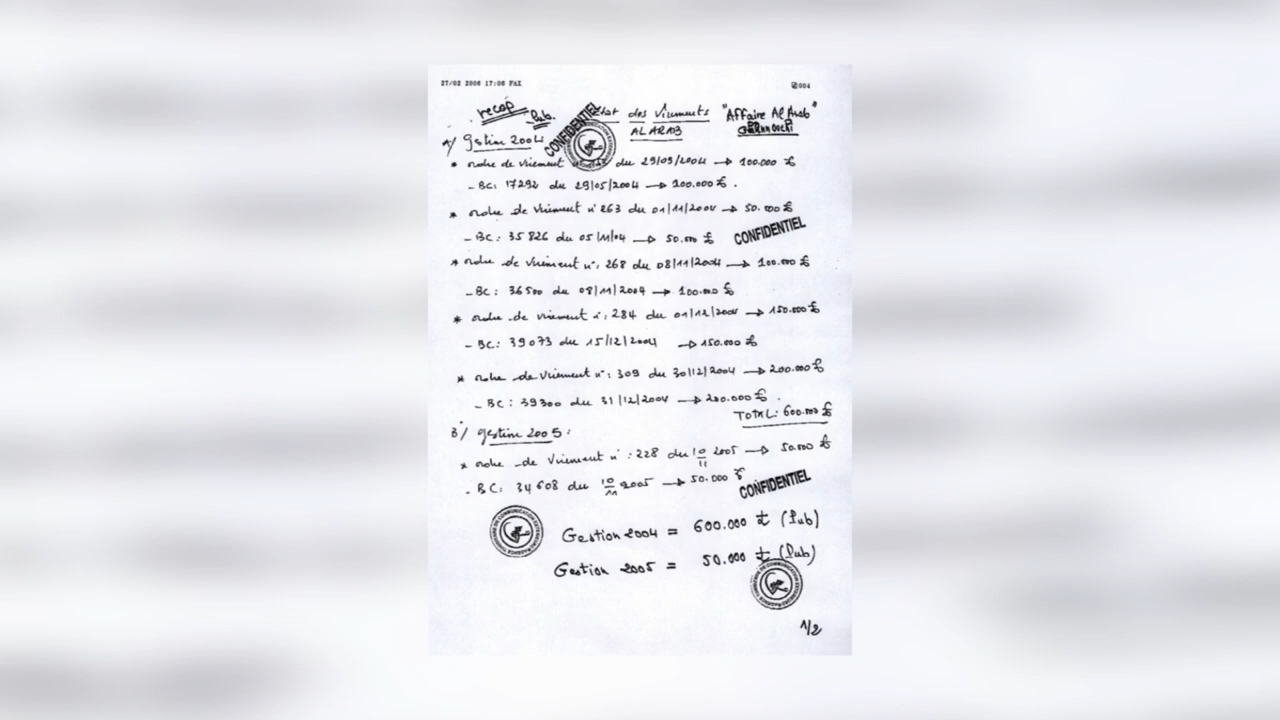 27/02 2006 17:06 FAX 004
recap Pub. CONFIDENTIEL Etat des Virements "Affaire Al Arab"
AL ARAB
A/ gestion 2004
* ordre de virement du 29/05/2004 → 100.000 £
- BC: 17292 du 29/05/2004 → 100.000 £.
* ordre de virement n° 263 du 01/11/2004 → 50.000 £
- BC: 35826 du 05/11/04 → 50.000 £ CONFIDENTIEL
* ordre de virement n°: 268 du 08/11/2004 → 100.000 £
- BC: 36500 du 08/11/2004 → 100.000 £
* ordre de virement n°: 284 du 01/12/2004 → 150.000 £
- BC: 39073 du 15/12/2004 → 150.000 £
* ordre de virement n°: 309 du 30/12/2004 → 200.000 £
- BC: 39300 du 31/12/2004 → 200.000 £.
TOTAL: 600.000 £
B/ gestion 2005:
* ordre de virement n°: 228 du 10/11 2005 → 50.000 £
- BC: 34608 du 10/11 2005 → 50.000 £ CONFIDENTIEL
Gestion 2004 = 600.000 £ (Pub)
Gestion 2005 = 50.000 £ (Pub)
1/2